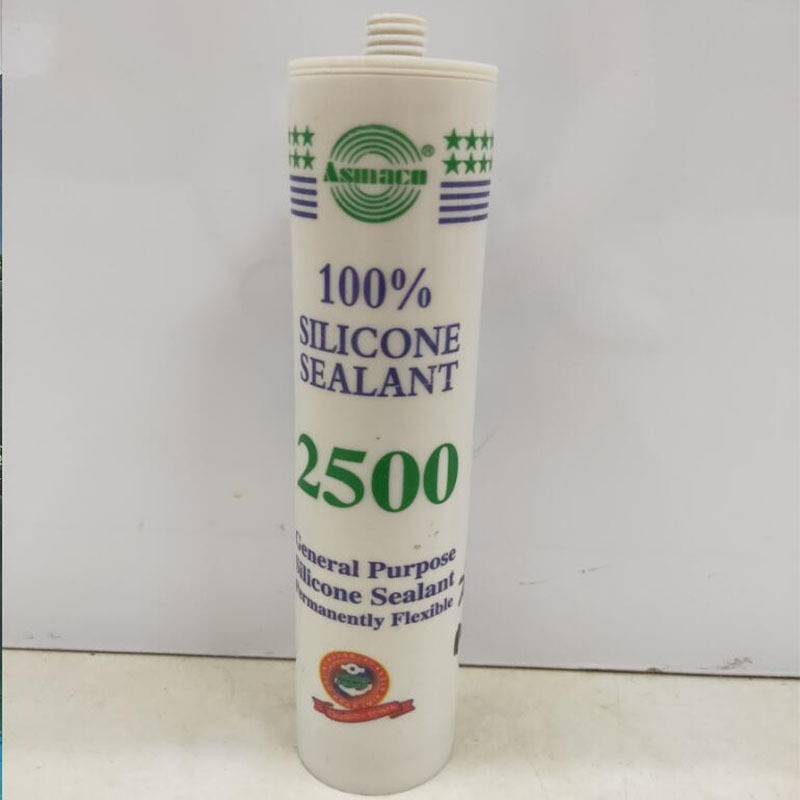 Asmaco®
100%
SILICONE
SEALANT
2500
General Purpose
Silicone Sealant
Permanently Flexible